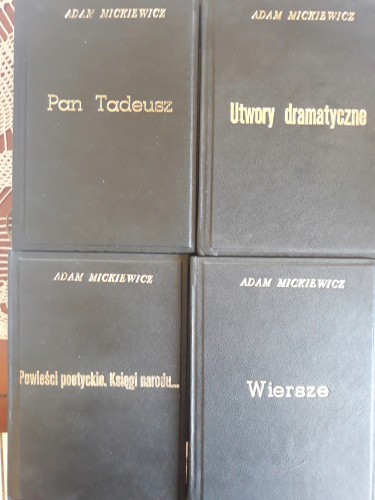 ADAM MICKIEWICZ
Pan Tadeusz
ADAM MICKIEWICZ
Utwory dramatyczne
ADAM MICKIEWICZ
Powieści poetyckie. Księgi narodu...
ADAM MICKIEWICZ
Wiersze